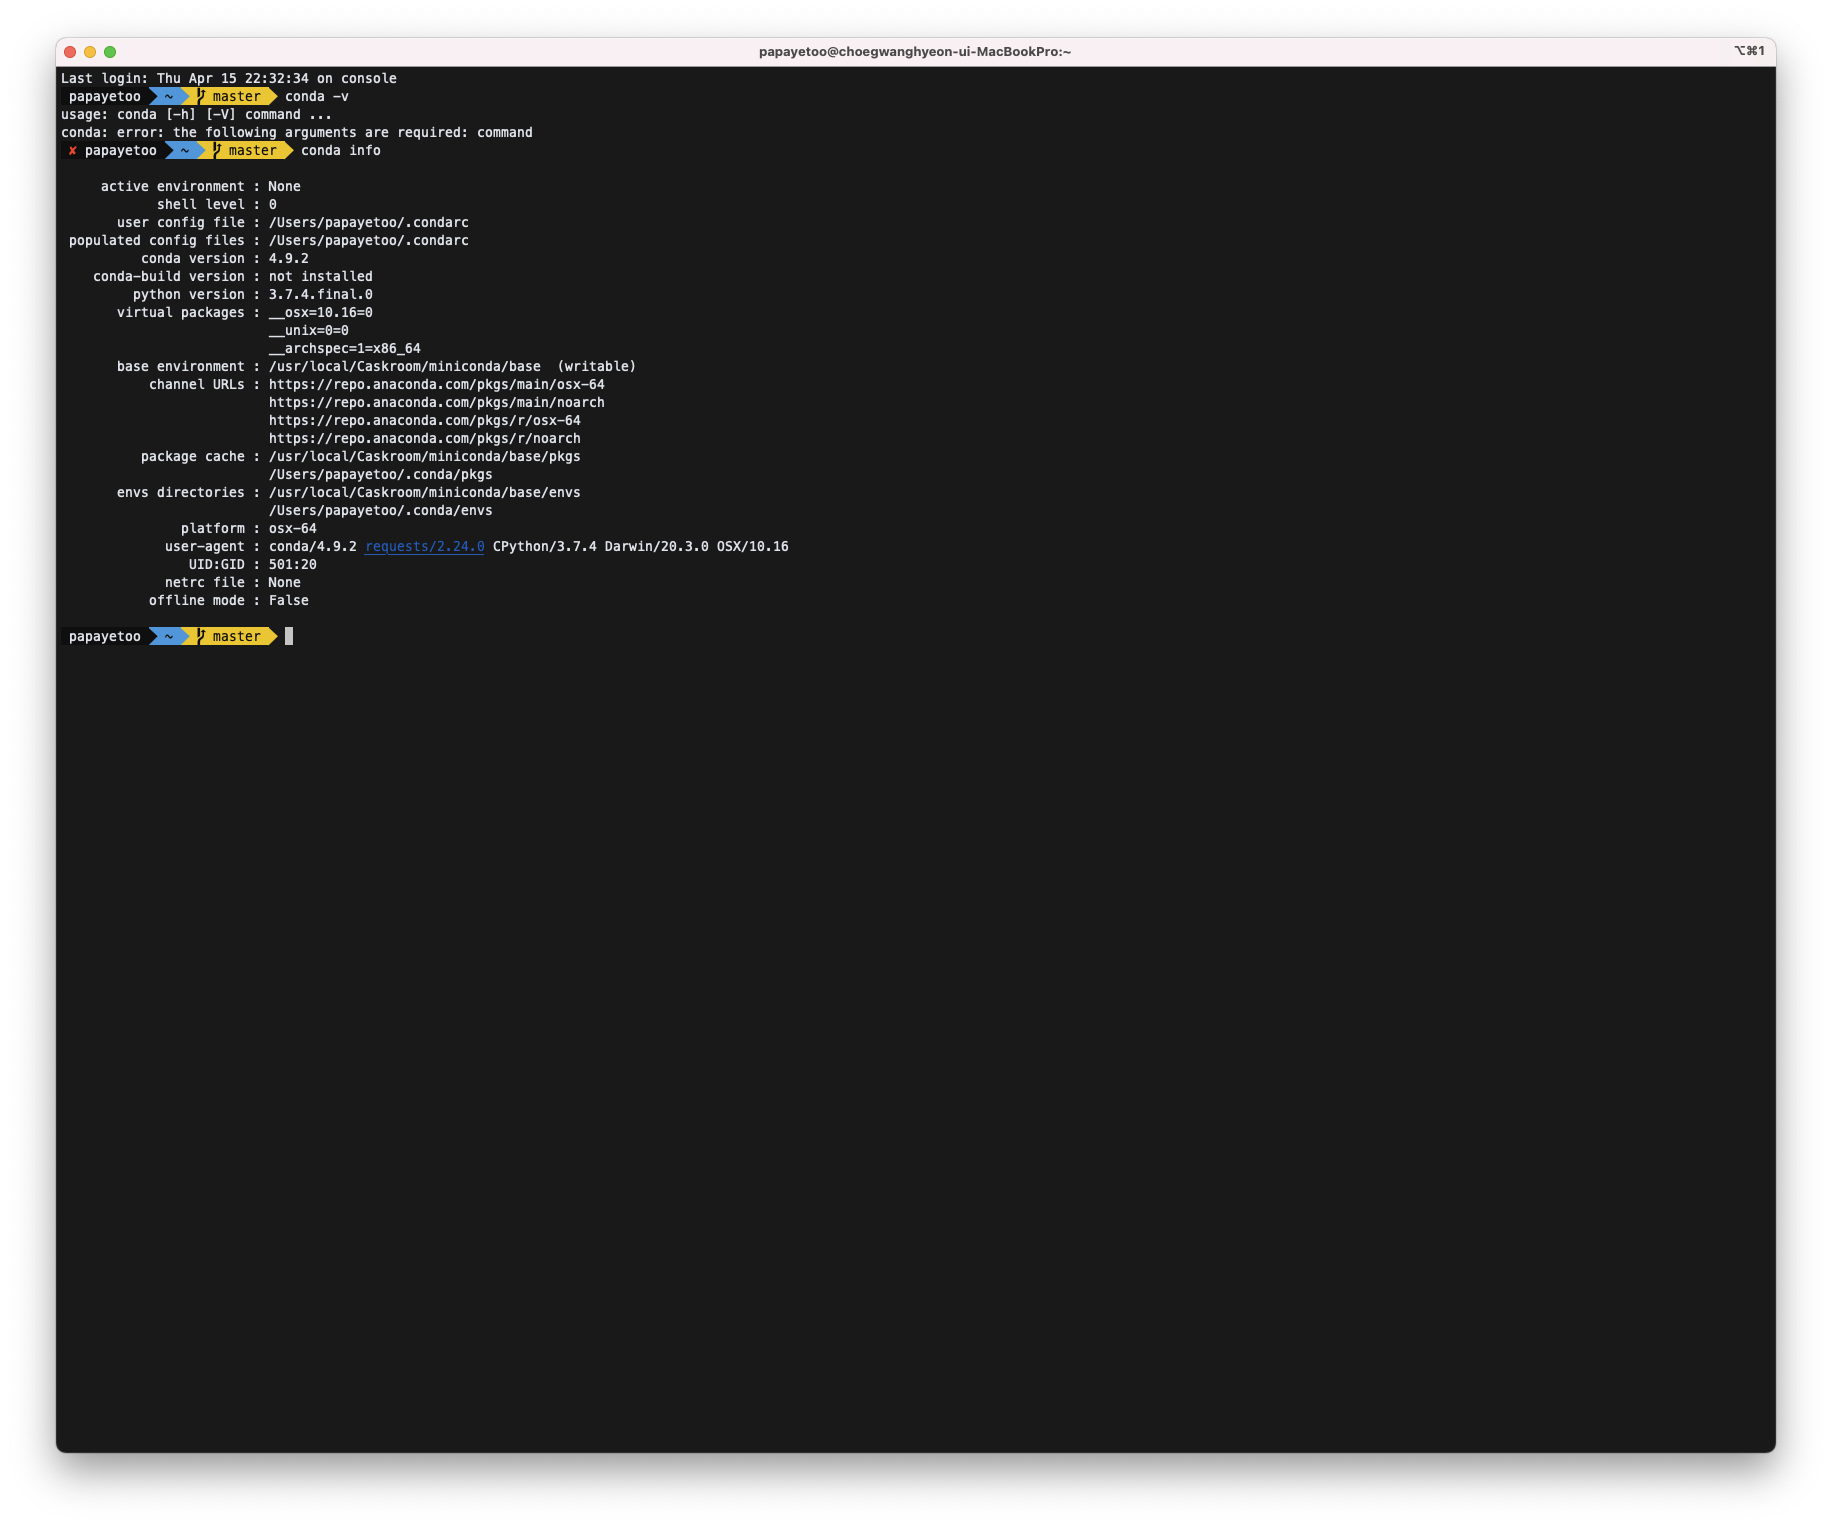 papayetoo@choegwanghyeon-ui-MacBookPro:~
⌥⌘1
Last login: Thu Apr 15 22:32:34 on console
papayetoo ~ master conda -v
usage: conda [-h] [-V] command ...
conda: error: the following arguments are required: command
✘ papayetoo ~ master conda info
active environment : None
shell level : 0
user config file : /Users/papayetoo/.condarc
populated config files : /Users/papayetoo/.condarc
conda version : 4.9.2
conda-build version : not installed
python version : 3.7.4.final.0
virtual packages : __osx=10.16=0
__unix=0=0
__archspec=1=x86_64
base environment : /usr/local/Caskroom/miniconda/base  (writable)
channel URLs : https://repo.anaconda.com/pkgs/main/osx-64
https://repo.anaconda.com/pkgs/main/noarch
https://repo.anaconda.com/pkgs/r/osx-64
https://repo.anaconda.com/pkgs/r/noarch
package cache : /usr/local/Caskroom/miniconda/base/pkgs
/Users/papayetoo/.conda/pkgs
envs directories : /usr/local/Caskroom/miniconda/base/envs
/Users/papayetoo/.conda/envs
platform : osx-64
user-agent : conda/4.9.2 requests/2.24.0 CPython/3.7.4 Darwin/20.3.0 OSX/10.16
UID:GID : 501:20
netrc file : None
offline mode : False
papayetoo ~ master